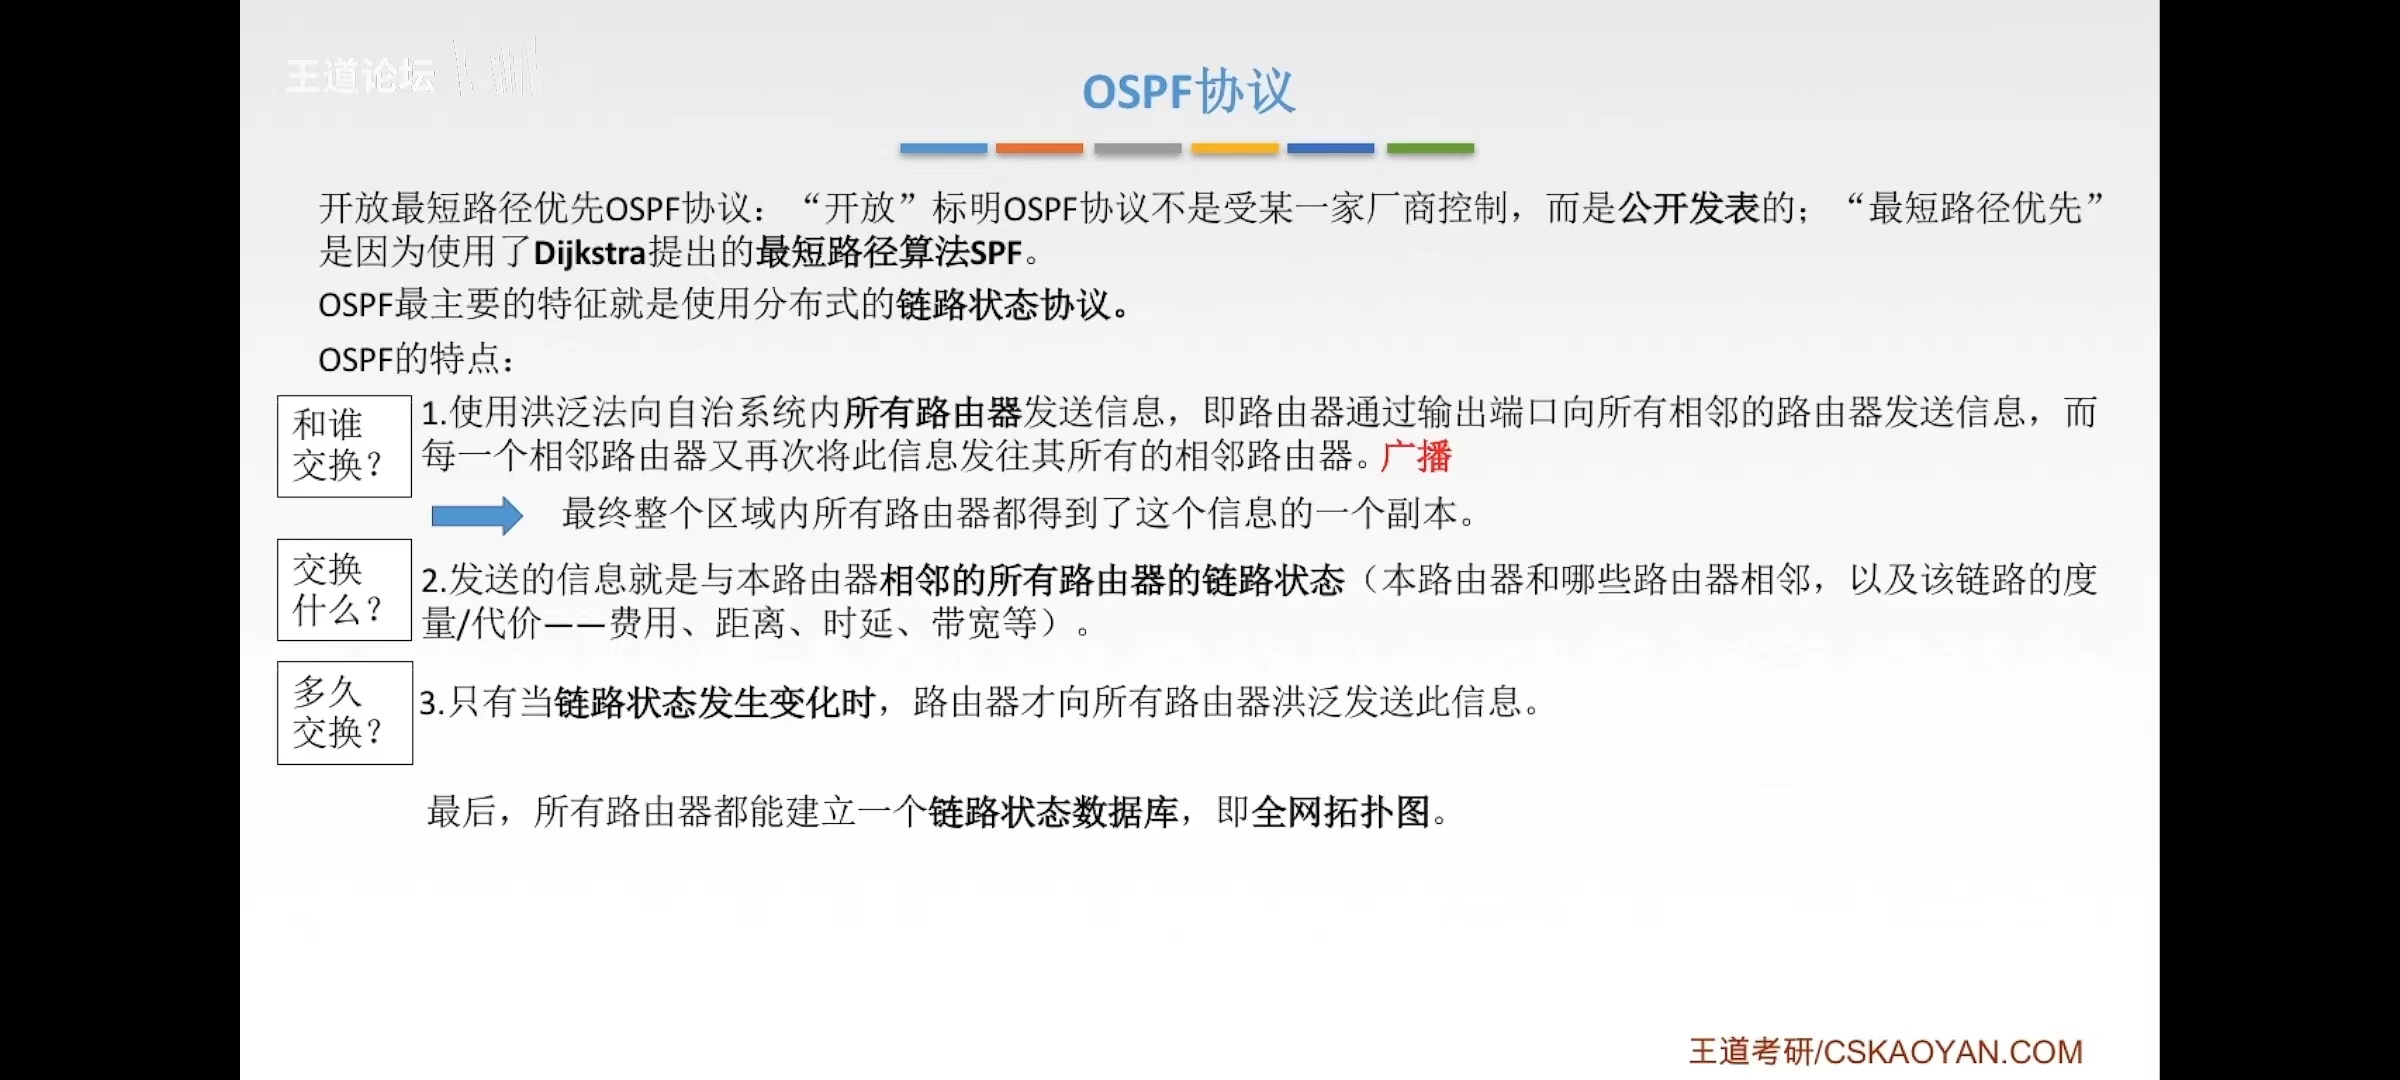 王道论坛
OSPF协议
开放最短路径优先OSPF协议：“开放”标明OSPF协议不是受某一家厂商控制，而是公开发表的；“最短路径优先”
是因为使用了Dijkstra提出的最短路径算法SPF。
OSPF最主要的特征就是使用分布式的链路状态协议。
OSPF的特点：
和谁
交换？
1.使用洪泛法向自治系统内所有路由器发送信息，即路由器通过输出端口向所有相邻的路由器发送信息，而
每一个相邻路由器又再次将此信息发往其所有的相邻路由器。广播
最终整个区域内所有路由器都得到了这个信息的一个副本。
交换
什么？
2.发送的信息就是与本路由器相邻的所有路由器的链路状态（本路由器和哪些路由器相邻，以及该链路的度
量/代价——费用、距离、时延、带宽等）。
多久
交换？
3.只有当链路状态发生变化时，路由器才向所有路由器洪泛发送此信息。
最后，所有路由器都能建立一个链路状态数据库，即全网拓扑图。
王道考研/CSKAOYAN.COM